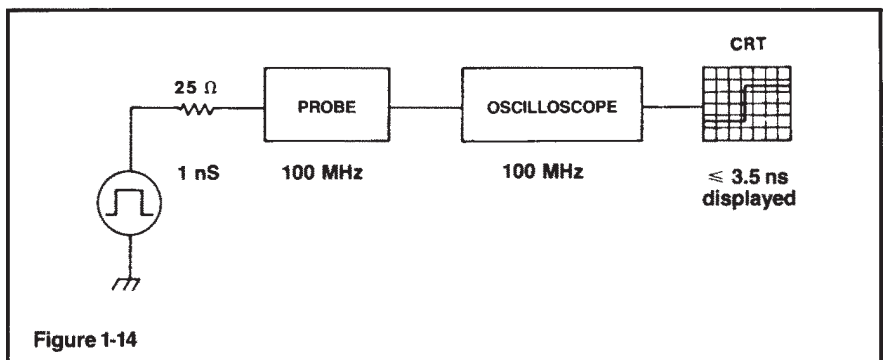 CRT
25 Ω
PROBE
OSCILLOSCOPE
1 nS
100 MHz
100 MHz
≤ 3.5 ns
displayed
Figure 1-14